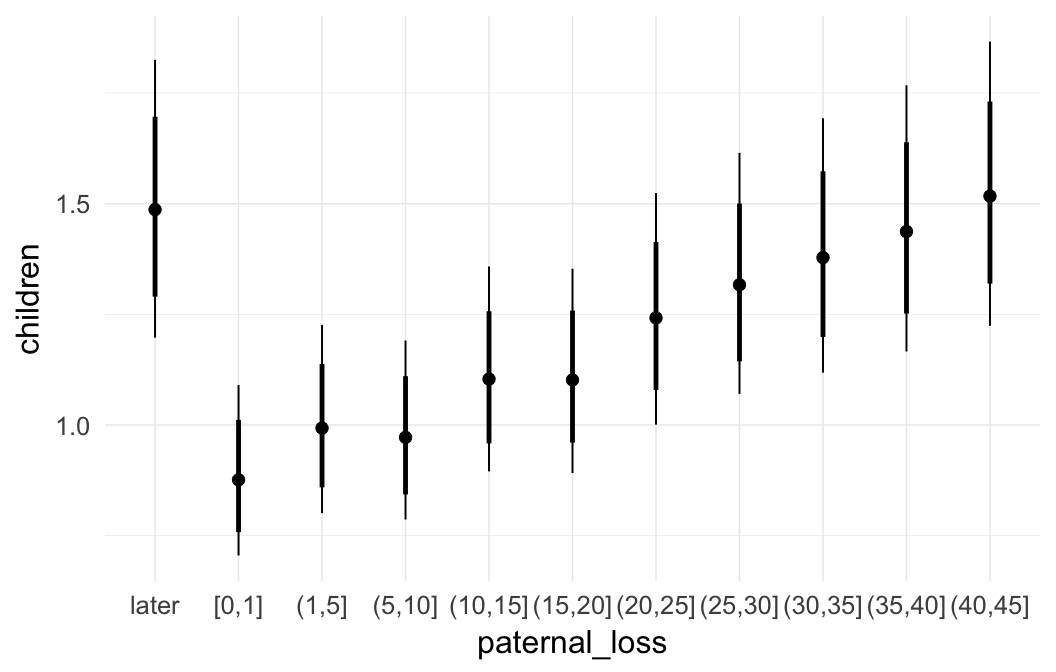 children
1.5
1.0
later [0,1] (1,5] (5,10] (10,15] (15,20] (20,25] (25,30] (30,35] (35,40] (40,45]
paternal_loss